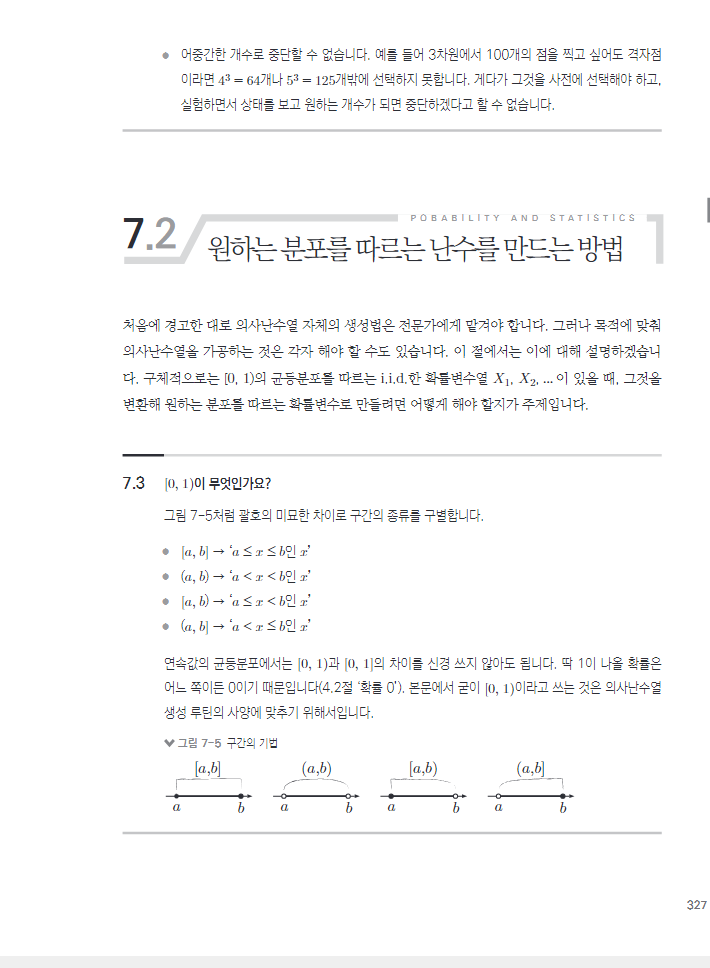 ● 어중간한 개수로 중단할 수 없습니다. 예를 들어 3차원에서 100개의 점을 찍고 싶어도 격자점
이라면 4³ = 64개나 5³ = 125개밖에 선택하지 못합니다. 게다가 그것을 사전에 선택해야 하고,
실험하면서 상태를 보고 원하는 개수가 되면 중단하겠다고 할 수 없습니다.
POBABILITY AND STATISTICS
7.2 원하는 분포를 따르는 난수를 만드는 방법
처음에 경고한 대로 의사난수열 자체의 생성법은 전문가에게 맡겨야 합니다. 그러나 목적에 맞춰
의사난수열을 가공하는 것은 각자 해야 할 수도 있습니다. 이 절에서는 이에 대해 설명하겠습니
다. 구체적으로는 [0, 1)의 균등분포를 따르는 i.i.d.한 확률변수열 X₁, X₂, ... 이 있을 때, 그것을
변환해 원하는 분포를 따르는 확률변수로 만들려면 어떻게 해야 할지가 주제입니다.
7.3 [0, 1)이 무엇인가요?
그림 7-5처럼 괄호의 미묘한 차이로 구간의 종류를 구별합니다.
● [a, b] → ‘a ≤ x ≤ b인 x’
● (a, b) → ‘a < x < b인 x’
● [a, b) → ‘a ≤ x < b인 x’
● (a, b] → ‘a < x ≤ b인 x’
연속값의 균등분포에서는 [0, 1)과 [0, 1]의 차이를 신경 쓰지 않아도 됩니다. 딱 1이 나올 확률은
어느 쪽이든 0이기 때문입니다(4.2절 ‘확률 0’). 본문에서 굳이 [0, 1)이라고 쓰는 것은 의사난수열
생성 루틴의 사양에 맞추기 위해서입니다.
그림 7-5 구간의 기법
[a,b] (a,b) [a,b) (a,b]
a b a b a b a b
327